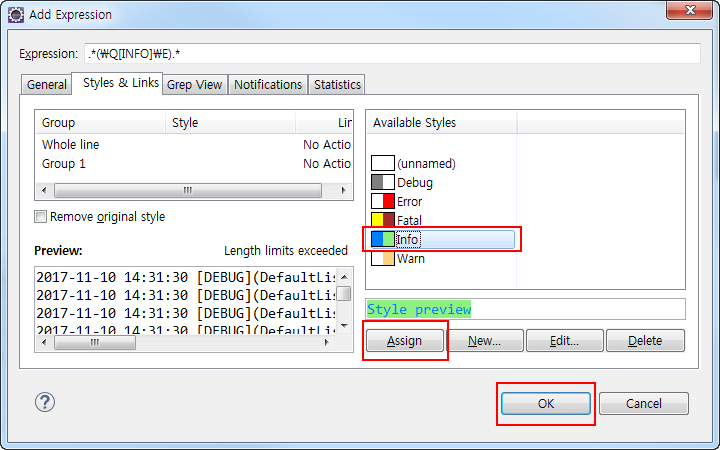 Add Expression
Expression: .*(₩Q[INFO]₩E).*
General Styles & Links Grep View Notifications Statistics
Group Style Lir
Whole line No Actio
Group 1 No Actio
Remove original style
Preview: Length limits exceeded
2017-11-10 14:31:30 [DEBUG](DefaultLis
2017-11-10 14:31:30 [DEBUG](DefaultLis
2017-11-10 14:31:30 [DEBUG](DefaultLis
2017-11-10 14:31:30 [DEBUG](DefaultLis
Available Styles
(unnamed)
Debug
Error
Fatal
Info
Warn
Style preview
Assign New... Edit... Delete
OK Cancel